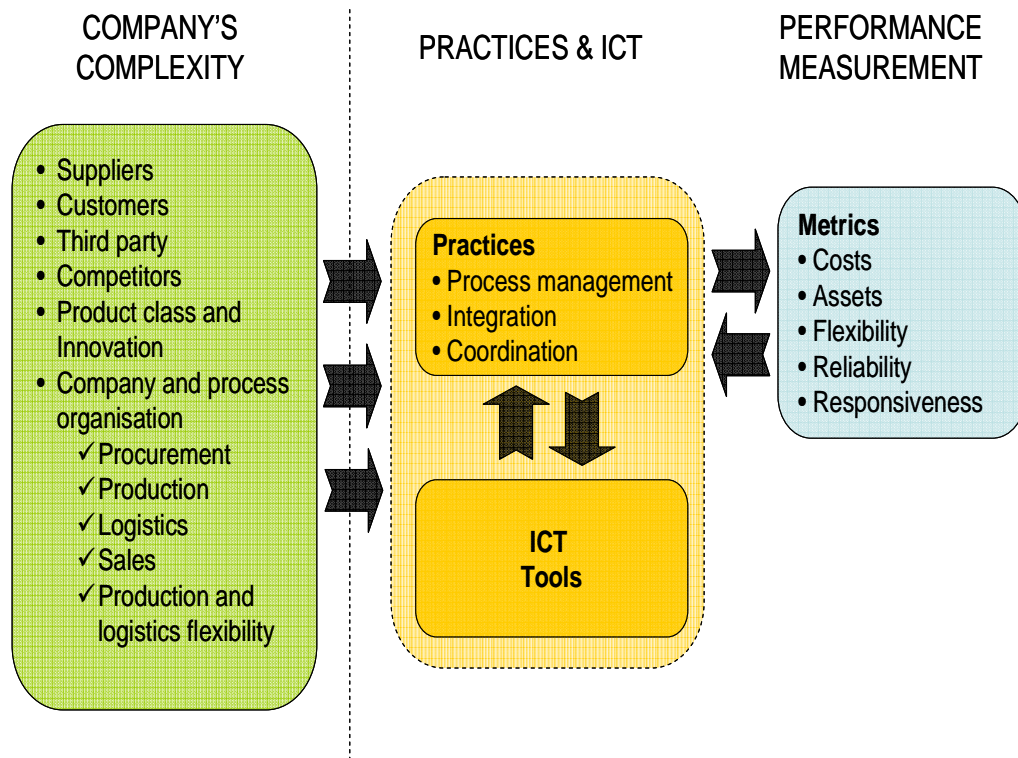 COMPANY'S
COMPLEXITY
PRACTICES & ICT
PERFORMANCE
MEASUREMENT
• Suppliers
• Customers
• Third party
• Competitors
• Product class and
Innovation
• Company and process
organisation
✓Procurement
✓Production
✓Logistics
✓Sales
✓Production and
logistics flexibility
Practices
• Process management
• Integration
• Coordination
ICT
Tools
Metrics
• Costs
• Assets
• Flexibility
• Reliability
• Responsiveness